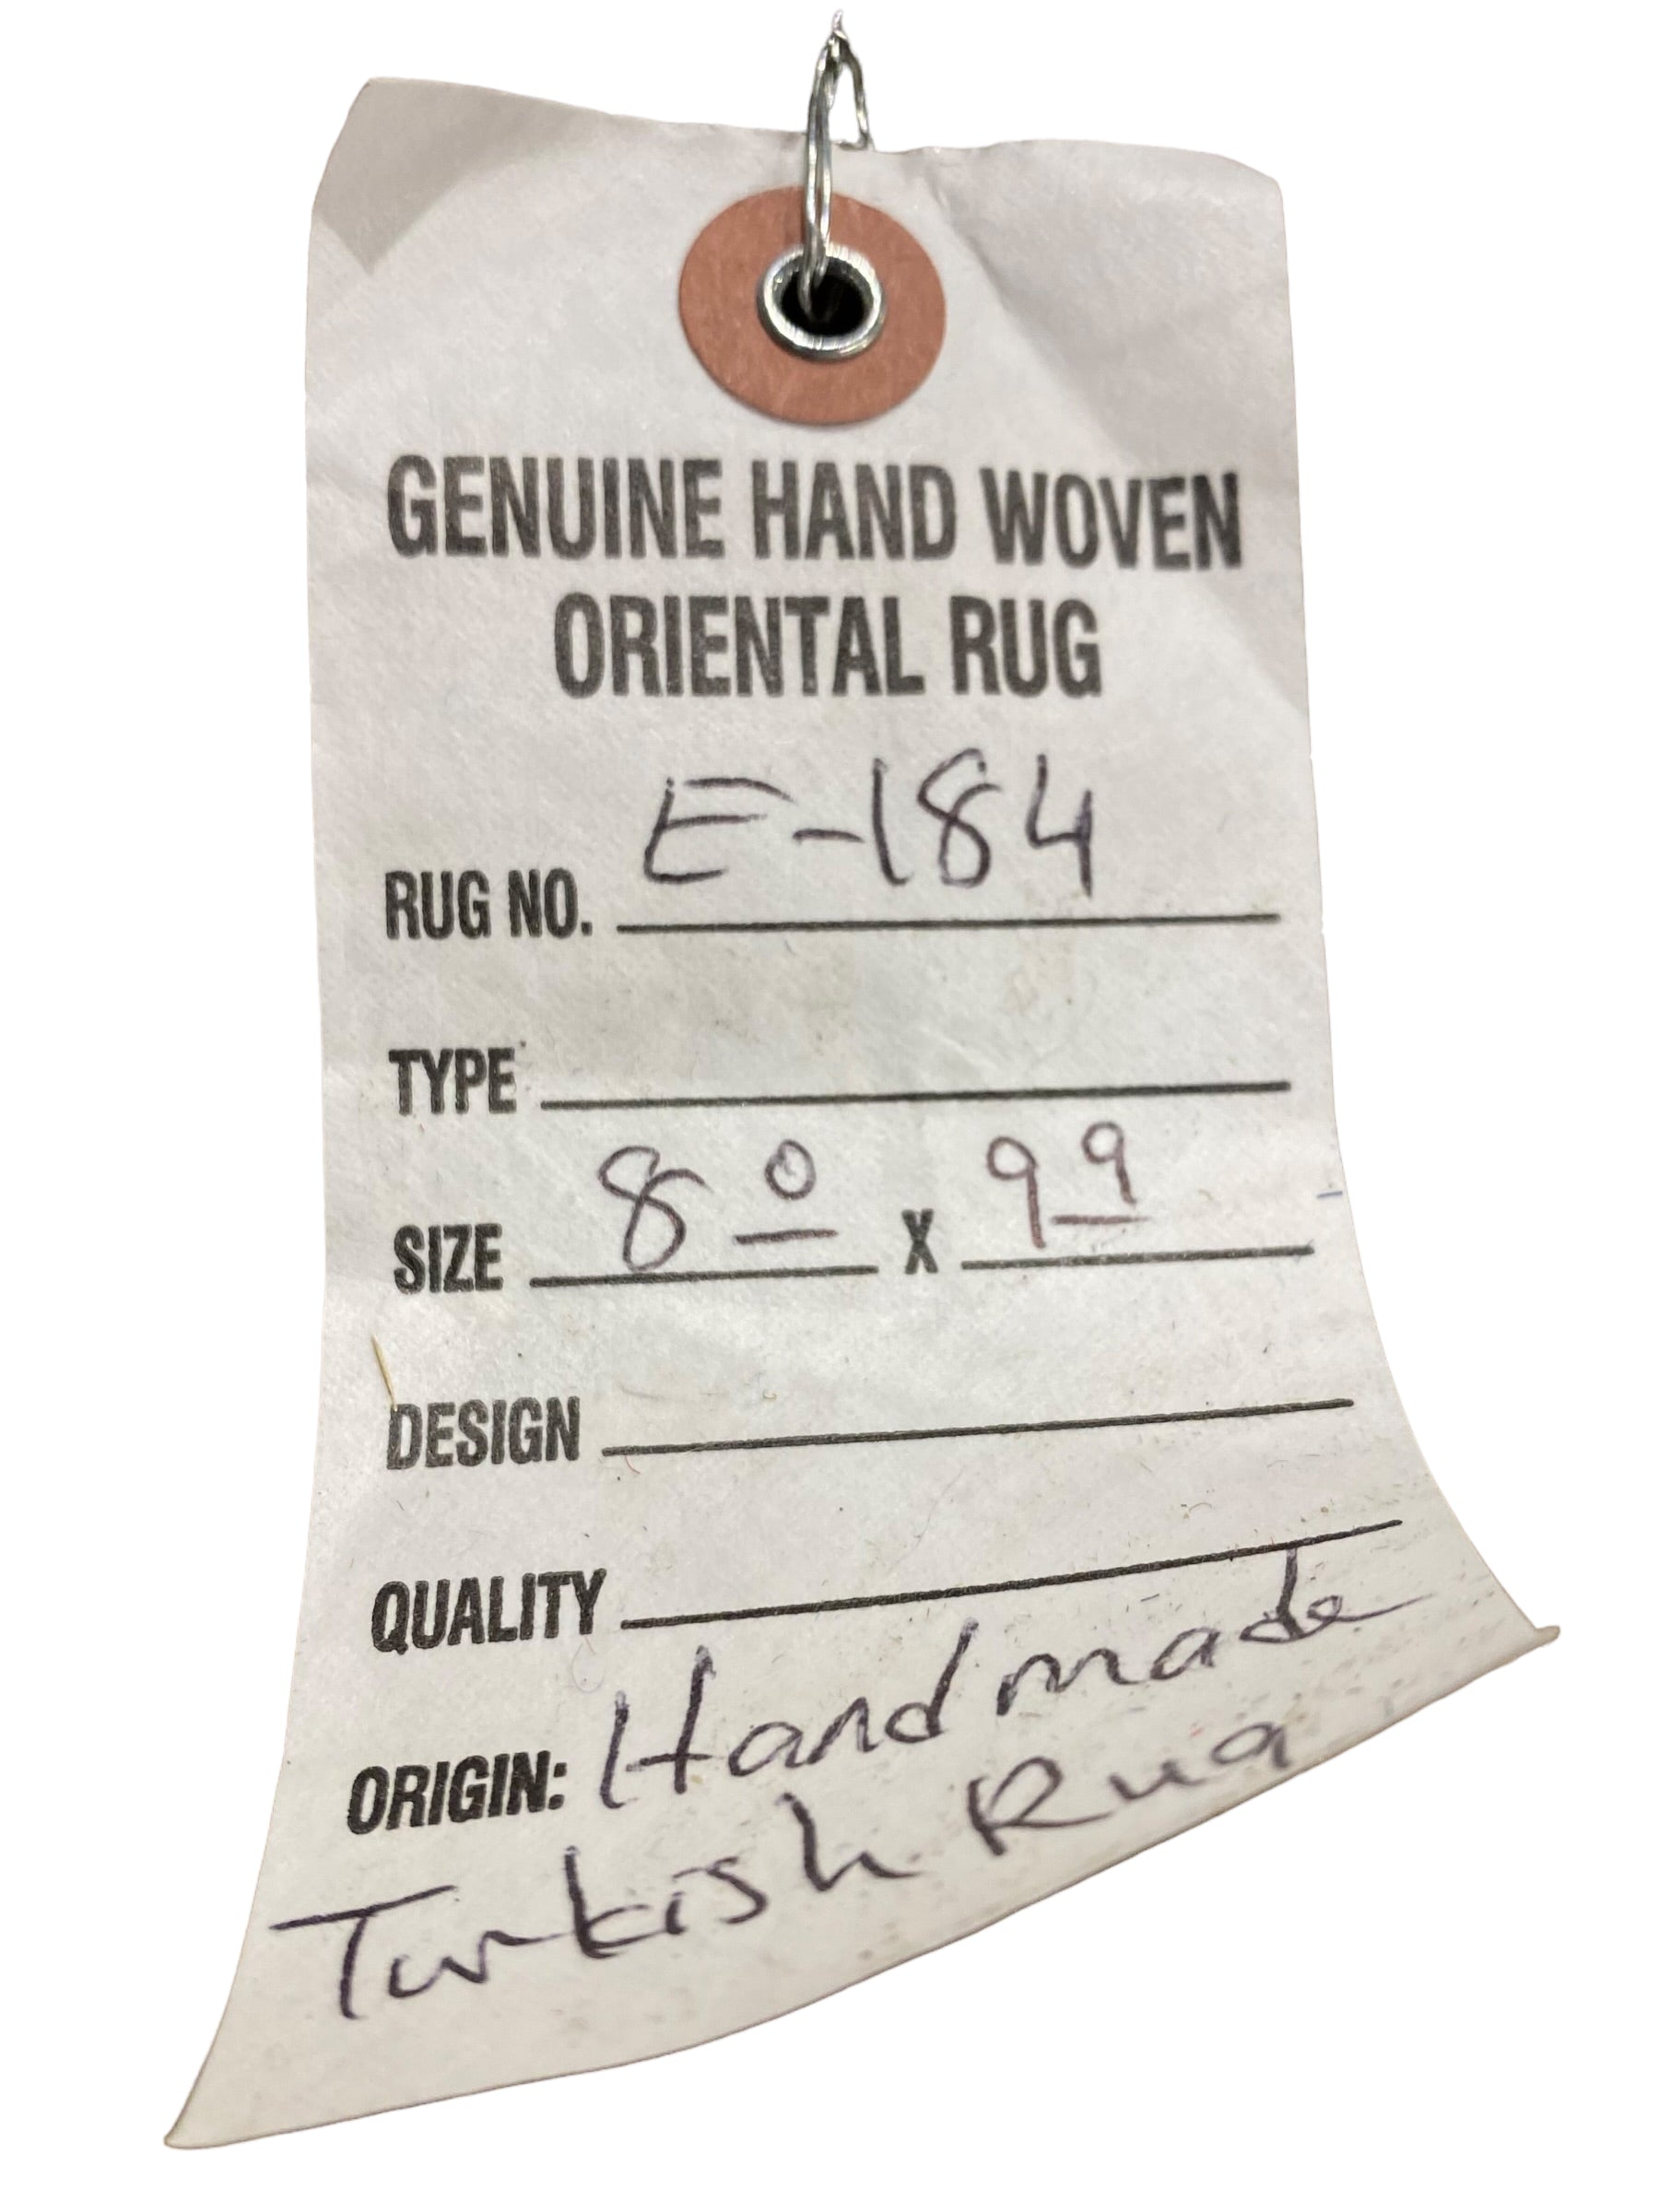 GENUINE HAND WOVEN
ORIENTAL RUG
RUG NO. E-184
TYPE
SIZE 8 0 X 9 9
DESIGN
QUALITY
ORIGIN: Handmade
Turkish Rug